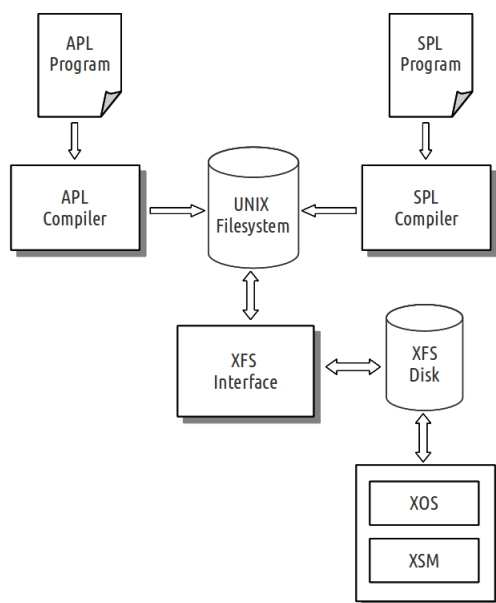 APL
Program
SPL
Program
APL
Compiler
UNIX
Filesystem
SPL
Compiler
XFS
Interface
XFS
Disk
XOS
XSM